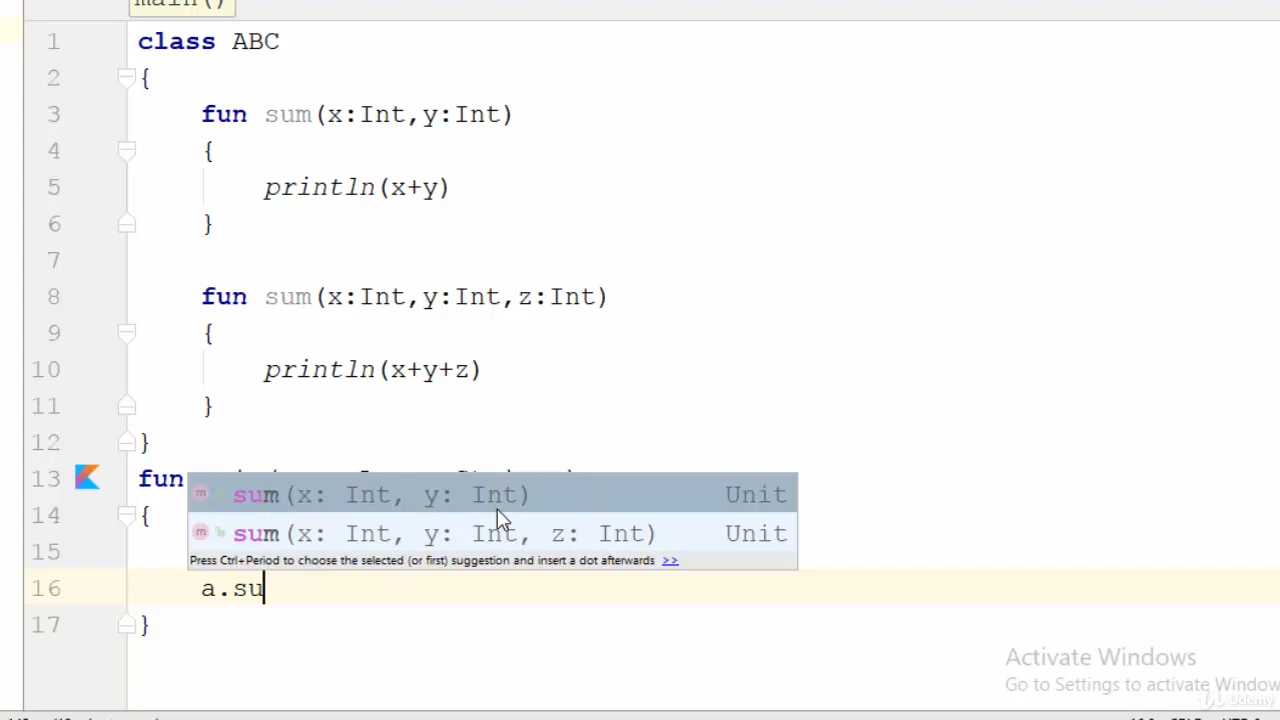 main()
1 class ABC
2 {
3 fun sum(x:Int,y:Int)
4 {
5 println(x+y)
6 }
7
8 fun sum(x:Int,y:Int,z:Int)
9 {
10 println(x+y+z)
11 }
12 }
13 fun
m sum(x: Int, y: Int) Unit
14 {
m sum(x: Int, y: Int, z: Int) Unit
15
Press Ctrl+Period to choose the selected (or first) suggestion and insert a dot afterwards >>
16 a.su
17 }
Activate Windows
Go to Settings to activate Window
Udemy